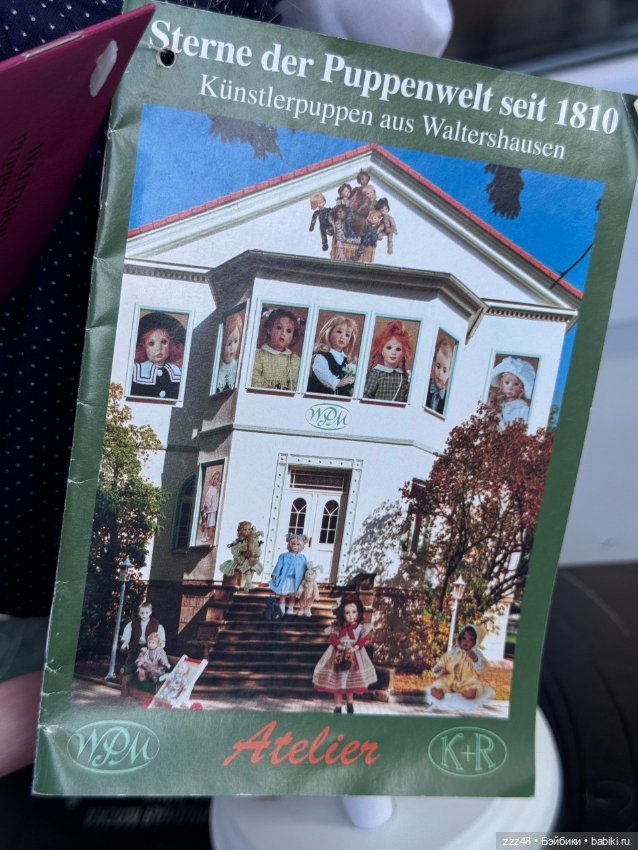 Sterne der Puppenwelt seit 1810
Künstlerpuppen aus Waltershausen
WPM
WPM
Atelier
K+R
zzz48 • Бэйбики / babiki.ru